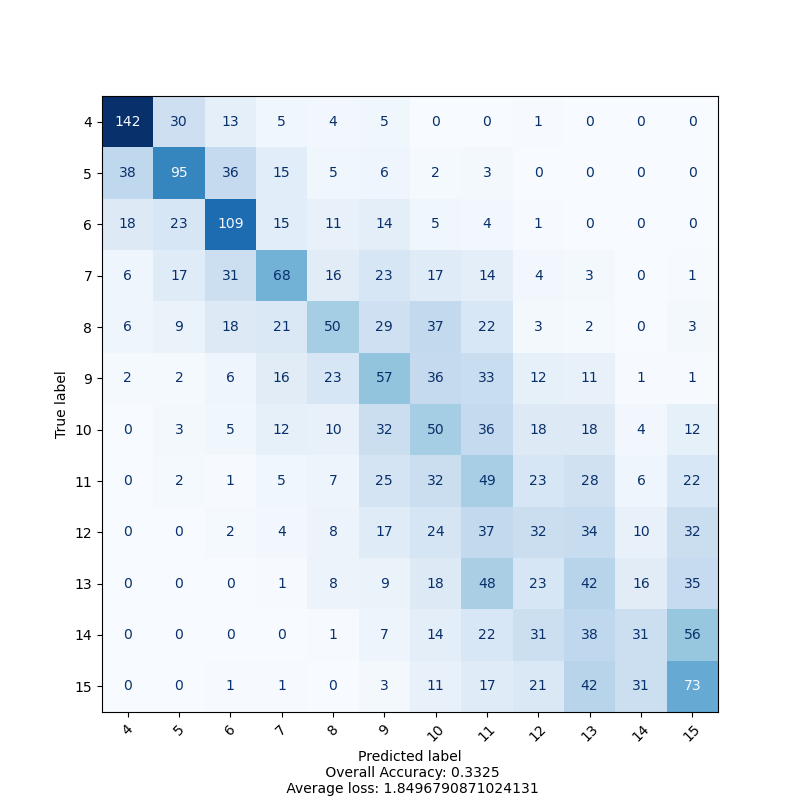 4 142 30 13 5 4 5 0 0 1 0 0 0
5 38 95 36 15 5 6 2 3 0 0 0 0
6 18 23 109 15 11 14 5 4 1 0 0 0
7 6 17 31 68 16 23 17 14 4 3 0 1
8 6 9 18 21 50 29 37 22 3 2 0 3
9 2 2 6 16 23 57 36 33 12 11 1 1
10 0 3 5 12 10 32 50 36 18 18 4 12
11 0 2 1 5 7 25 32 49 23 28 6 22
12 0 0 2 4 8 17 24 37 32 34 10 32
13 0 0 0 1 8 9 18 48 23 42 16 35
14 0 0 0 0 1 7 14 22 31 38 31 56
15 0 0 1 1 0 3 11 17 21 42 31 73
True label
4 5 6 7 8 9 10 11 12 13 14 15
Predicted label
Overall Accuracy: 0.3325
Average loss: 1.8496790871024131